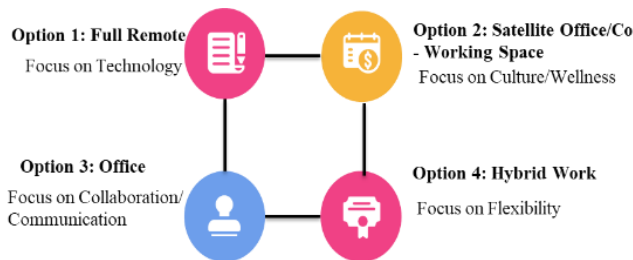 Option 1: Full Remote
Focus on Technology
Option 2: Satellite Office/Co
- Working Space
Focus on Culture/Wellness
Option 3: Office
Focus on Collaboration/
Communication
Option 4: Hybrid Work
Focus on Flexibility